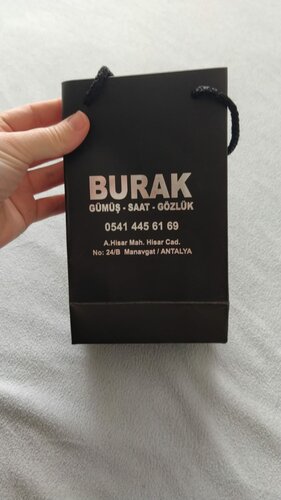 BURAK
GÜMÜŞ - SAAT - GÖZLÜK
0541 445 61 69
A.Hisar Mah. Hisar Cad.
No: 24/B Manavgat / ANTALYA